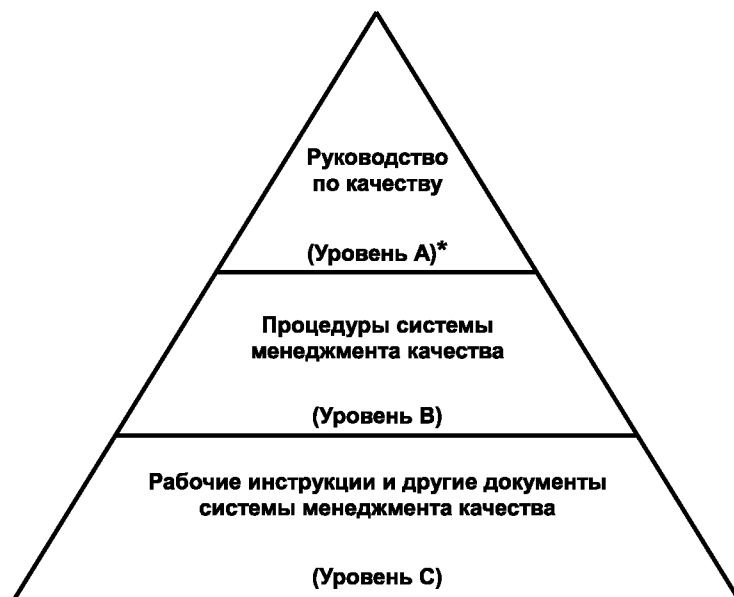 Руководство
по качеству
(Уровень А)*
Процедуры системы
менеджмента качества
(Уровень В)
Рабочие инструкции и другие документы
системы менеджмента качества
(Уровень С)